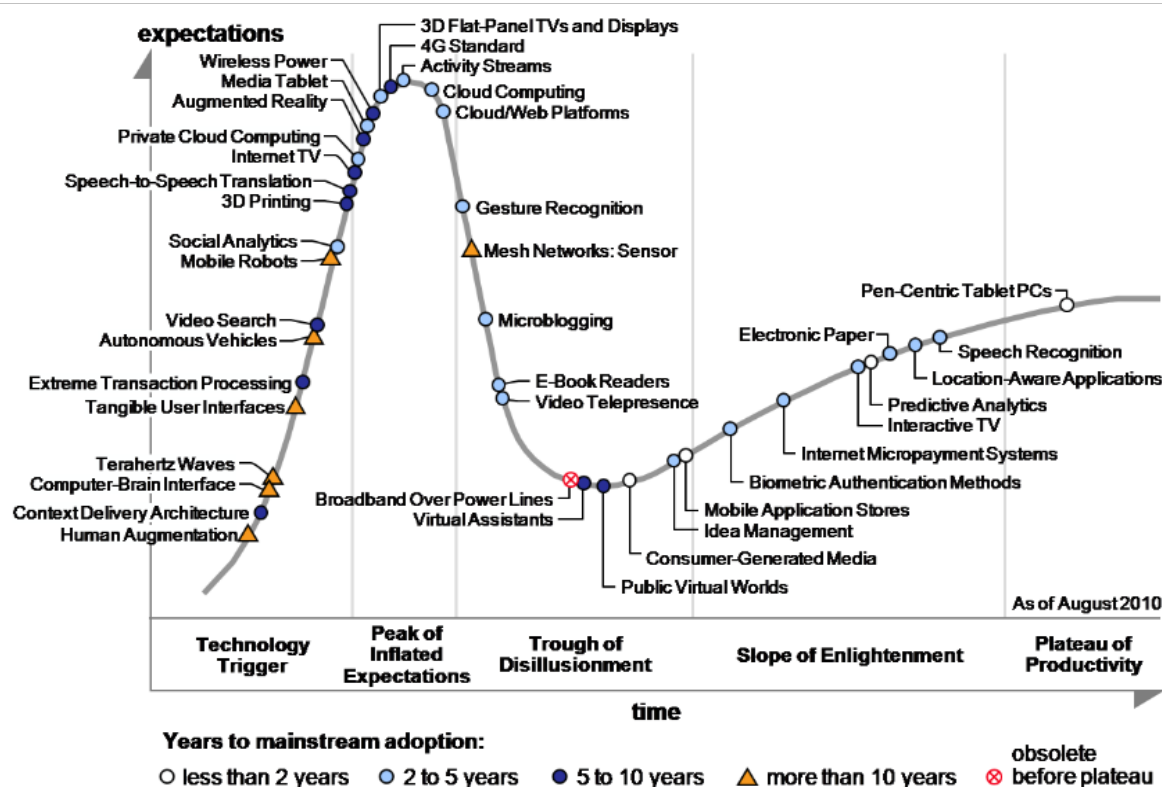 expectations
3D Flat-Panel TVs and Displays
4G Standard
Activity Streams
Wireless Power
Media Tablet
Augmented Reality
Cloud Computing
Cloud/Web Platforms
Private Cloud Computing
Internet TV
Speech-to-Speech Translation
3D Printing
Gesture Recognition
Social Analytics
Mobile Robots
Mesh Networks: Sensor
Video Search
Autonomous Vehicles
Microblogging
Extreme Transaction Processing
Tangible User Interfaces
E-Book Readers
Video Telepresence
Terahertz Waves
Computer-Brain Interface
Context Delivery Architecture
Human Augmentation
Broadband Over Power Lines
Virtual Assistants
Public Virtual Worlds
Consumer-Generated Media
Idea Management
Mobile Application Stores
Biometric Authentication Methods
Internet Micropayment Systems
Interactive TV
Predictive Analytics
Electronic Paper
Location-Aware Applications
Speech Recognition
Pen-Centric Tablet PCs
As of August 2010
Technology
Trigger
Peak of
Inflated
Expectations
Trough of
Disillusionment
Slope of Enlightenment
Plateau of
Productivity
time
Years to mainstream adoption:
less than 2 years
2 to 5 years
5 to 10 years
more than 10 years
obsolete
before plateau